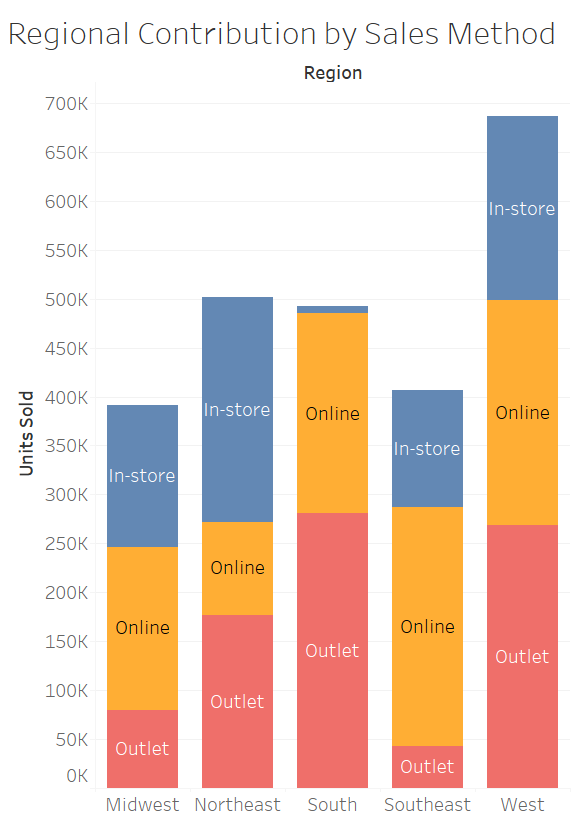 Regional Contribution by Sales Method
Region
Units Sold
700K
650K
600K
550K
500K
450K
400K
350K
300K
250K
200K
150K
100K
50K
0K
In-store
Online
Outlet
In-store
Online
Outlet
Online
Outlet
In-store
Online
Outlet
In-store
Online
Outlet
Midwest Northeast South Southeast West